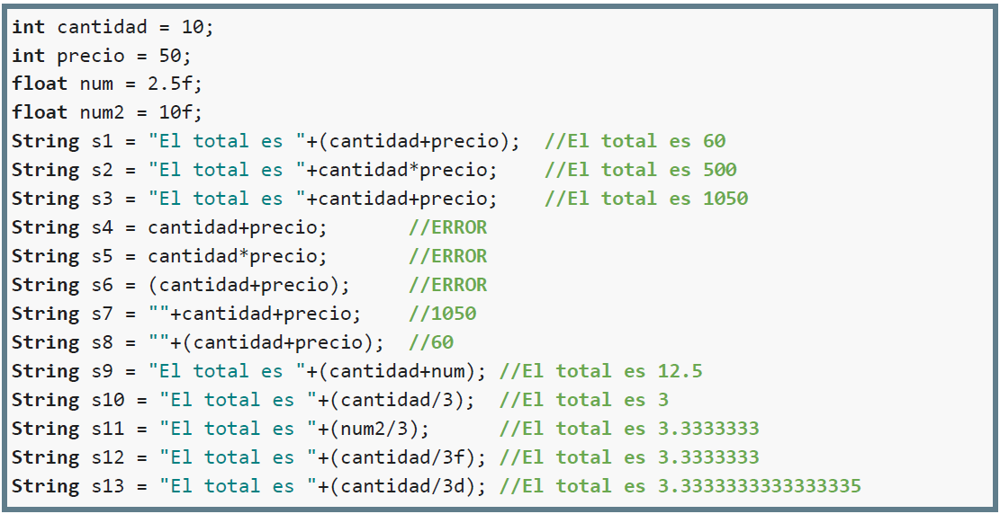 int cantidad = 10;
int precio = 50;
float num = 2.5f;
float num2 = 10f;
String s1 = "El total es "+(cantidad+precio);  //El total es 60
String s2 = "El total es "+cantidad*precio;    //El total es 500
String s3 = "El total es "+cantidad+precio;    //El total es 1050
String s4 = cantidad+precio;       //ERROR
String s5 = cantidad*precio;       //ERROR
String s6 = (cantidad+precio);     //ERROR
String s7 = ""+cantidad+precio;    //1050
String s8 = ""+(cantidad+precio);  //60
String s9 = "El total es "+(cantidad+num); //El total es 12.5
String s10 = "El total es "+(cantidad/3);  //El total es 3
String s11 = "El total es "+(num2/3);      //El total es 3.3333333
String s12 = "El total es "+(cantidad/3f); //El total es 3.3333333
String s13 = "El total es "+(cantidad/3d); //El total es 3.3333333333333335